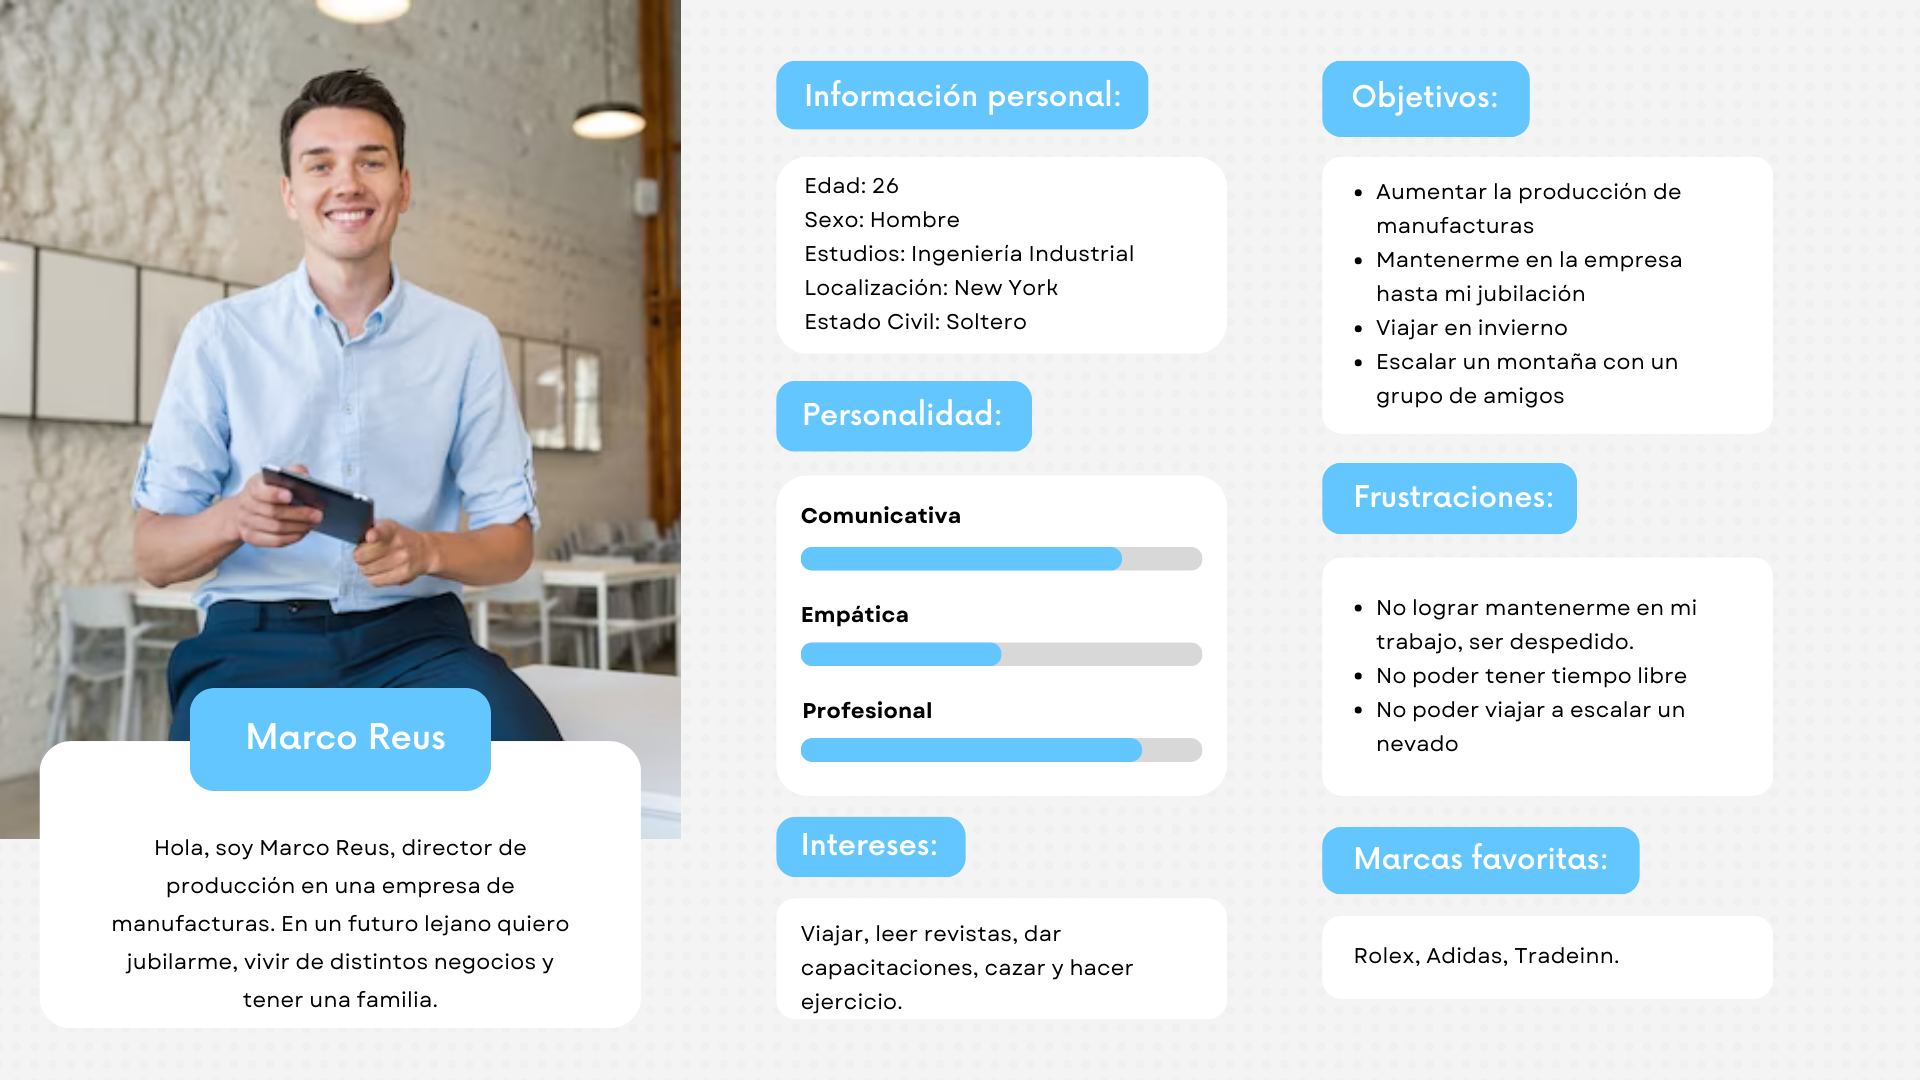 Marco Reus
Hola, soy Marco Reus, director de
producción en una empresa de
manufacturas. En un futuro lejano quiero
jubilarme, vivir de distintos negocios y
tener una familia.
Información personal:
Edad: 26
Sexo: Hombre
Estudios: Ingeniería Industrial
Localización: New York
Estado Civil: Soltero
Personalidad:
Comunicativa
Empática
Profesional
Intereses:
Viajar, leer revistas, dar
capacitaciones, cazar y hacer
ejercicio.
Objetivos:
• Aumentar la producción de
manufacturas
• Mantenerme en la empresa
hasta mi jubilación
• Viajar en invierno
• Escalar un montaña con un
grupo de amigos
Frustraciones:
• No lograr mantenerme en mi
trabajo, ser despedido.
• No poder tener tiempo libre
• No poder viajar a escalar un
nevado
Marcas favoritas:
Rolex, Adidas, Tradeinn.